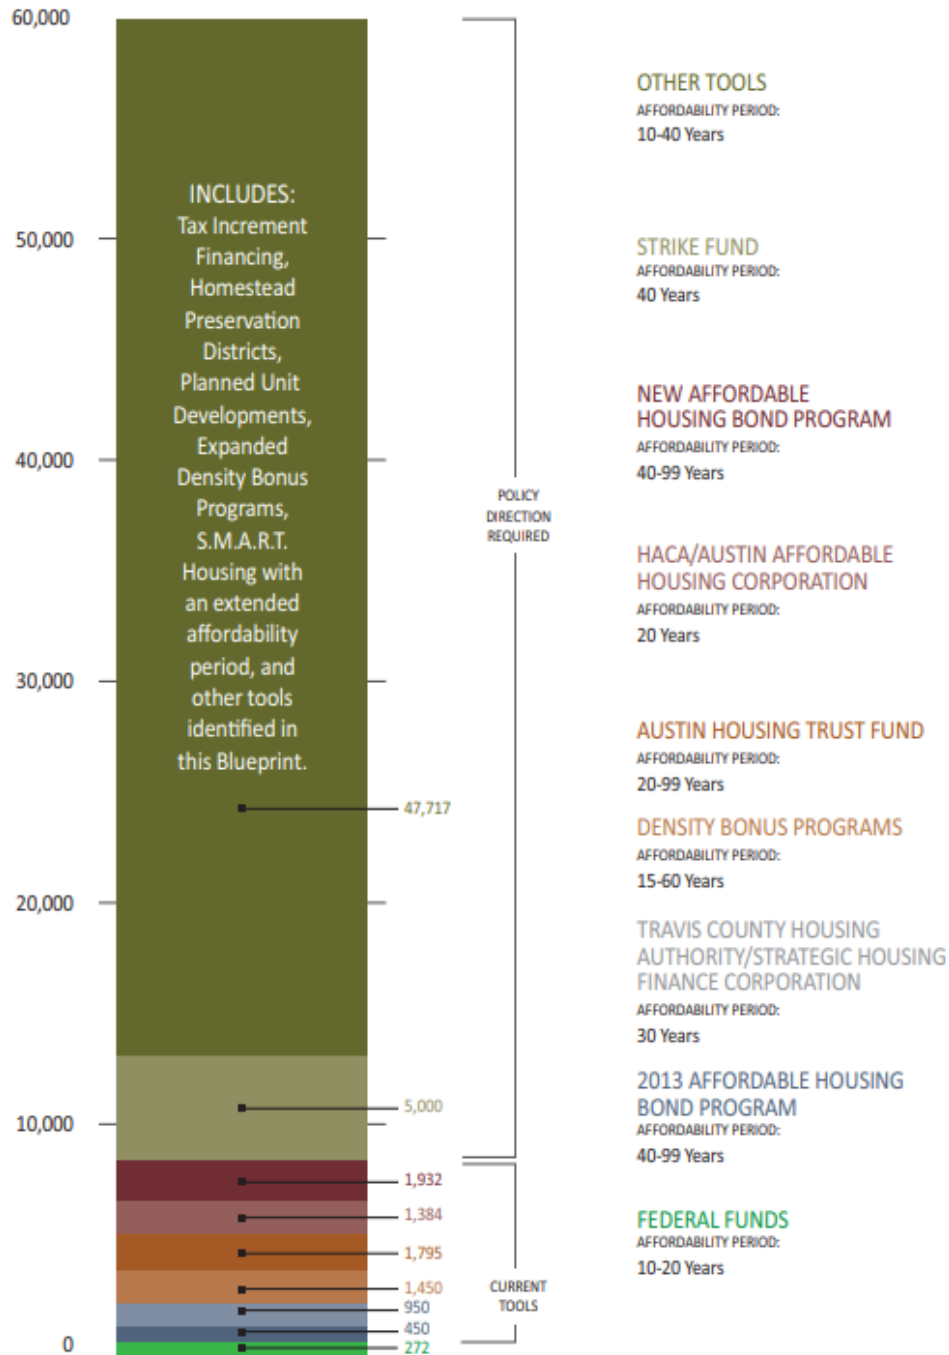 60,000
50,000
40,000
30,000
20,000
10,000
0
INCLUDES:
Tax Increment
Financing,
Homestead
Preservation
Districts,
Planned Unit
Developments,
Expanded
Density Bonus
Programs,
S.M.A.R.T.
Housing with
an extended
affordability
period, and
other tools
identified in
this Blueprint.
47,717
5,000
1,932
1,384
1,795
1,450
950
450
272
POLICY
DIRECTION
REQUIRED
CURRENT
TOOLS
OTHER TOOLS
AFFORDABILITY PERIOD:
10-40 Years
STRIKE FUND
AFFORDABILITY PERIOD:
40 Years
NEW AFFORDABLE
HOUSING BOND PROGRAM
AFFORDABILITY PERIOD:
40-99 Years
HACA/AUSTIN AFFORDABLE
HOUSING CORPORATION
AFFORDABILITY PERIOD:
20 Years
AUSTIN HOUSING TRUST FUND
AFFORDABILITY PERIOD:
20-99 Years
DENSITY BONUS PROGRAMS
AFFORDABILITY PERIOD:
15-60 Years
TRAVIS COUNTY HOUSING
AUTHORITY/STRATEGIC HOUSING
FINANCE CORPORATION
AFFORDABILITY PERIOD:
30 Years
2013 AFFORDABLE HOUSING
BOND PROGRAM
AFFORDABILITY PERIOD:
40-99 Years
FEDERAL FUNDS
AFFORDABILITY PERIOD:
10-20 Years